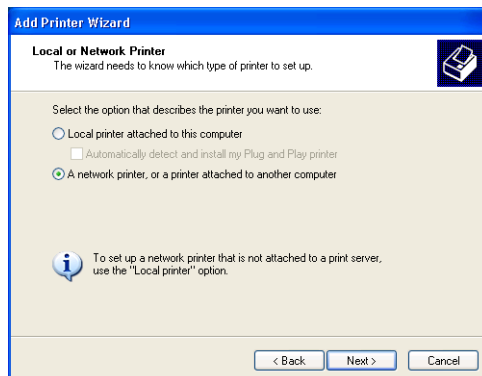 Add Printer Wizard
Local or Network Printer
The wizard needs to know which type of printer to set up.
Select the option that describes the printer you want to use:
Local printer attached to this computer
Automatically detect and install my Plug and Play printer
A network printer, or a printer attached to another computer
To set up a network printer that is not attached to a print server,
use the "Local printer" option.
< Back
Next >
Cancel